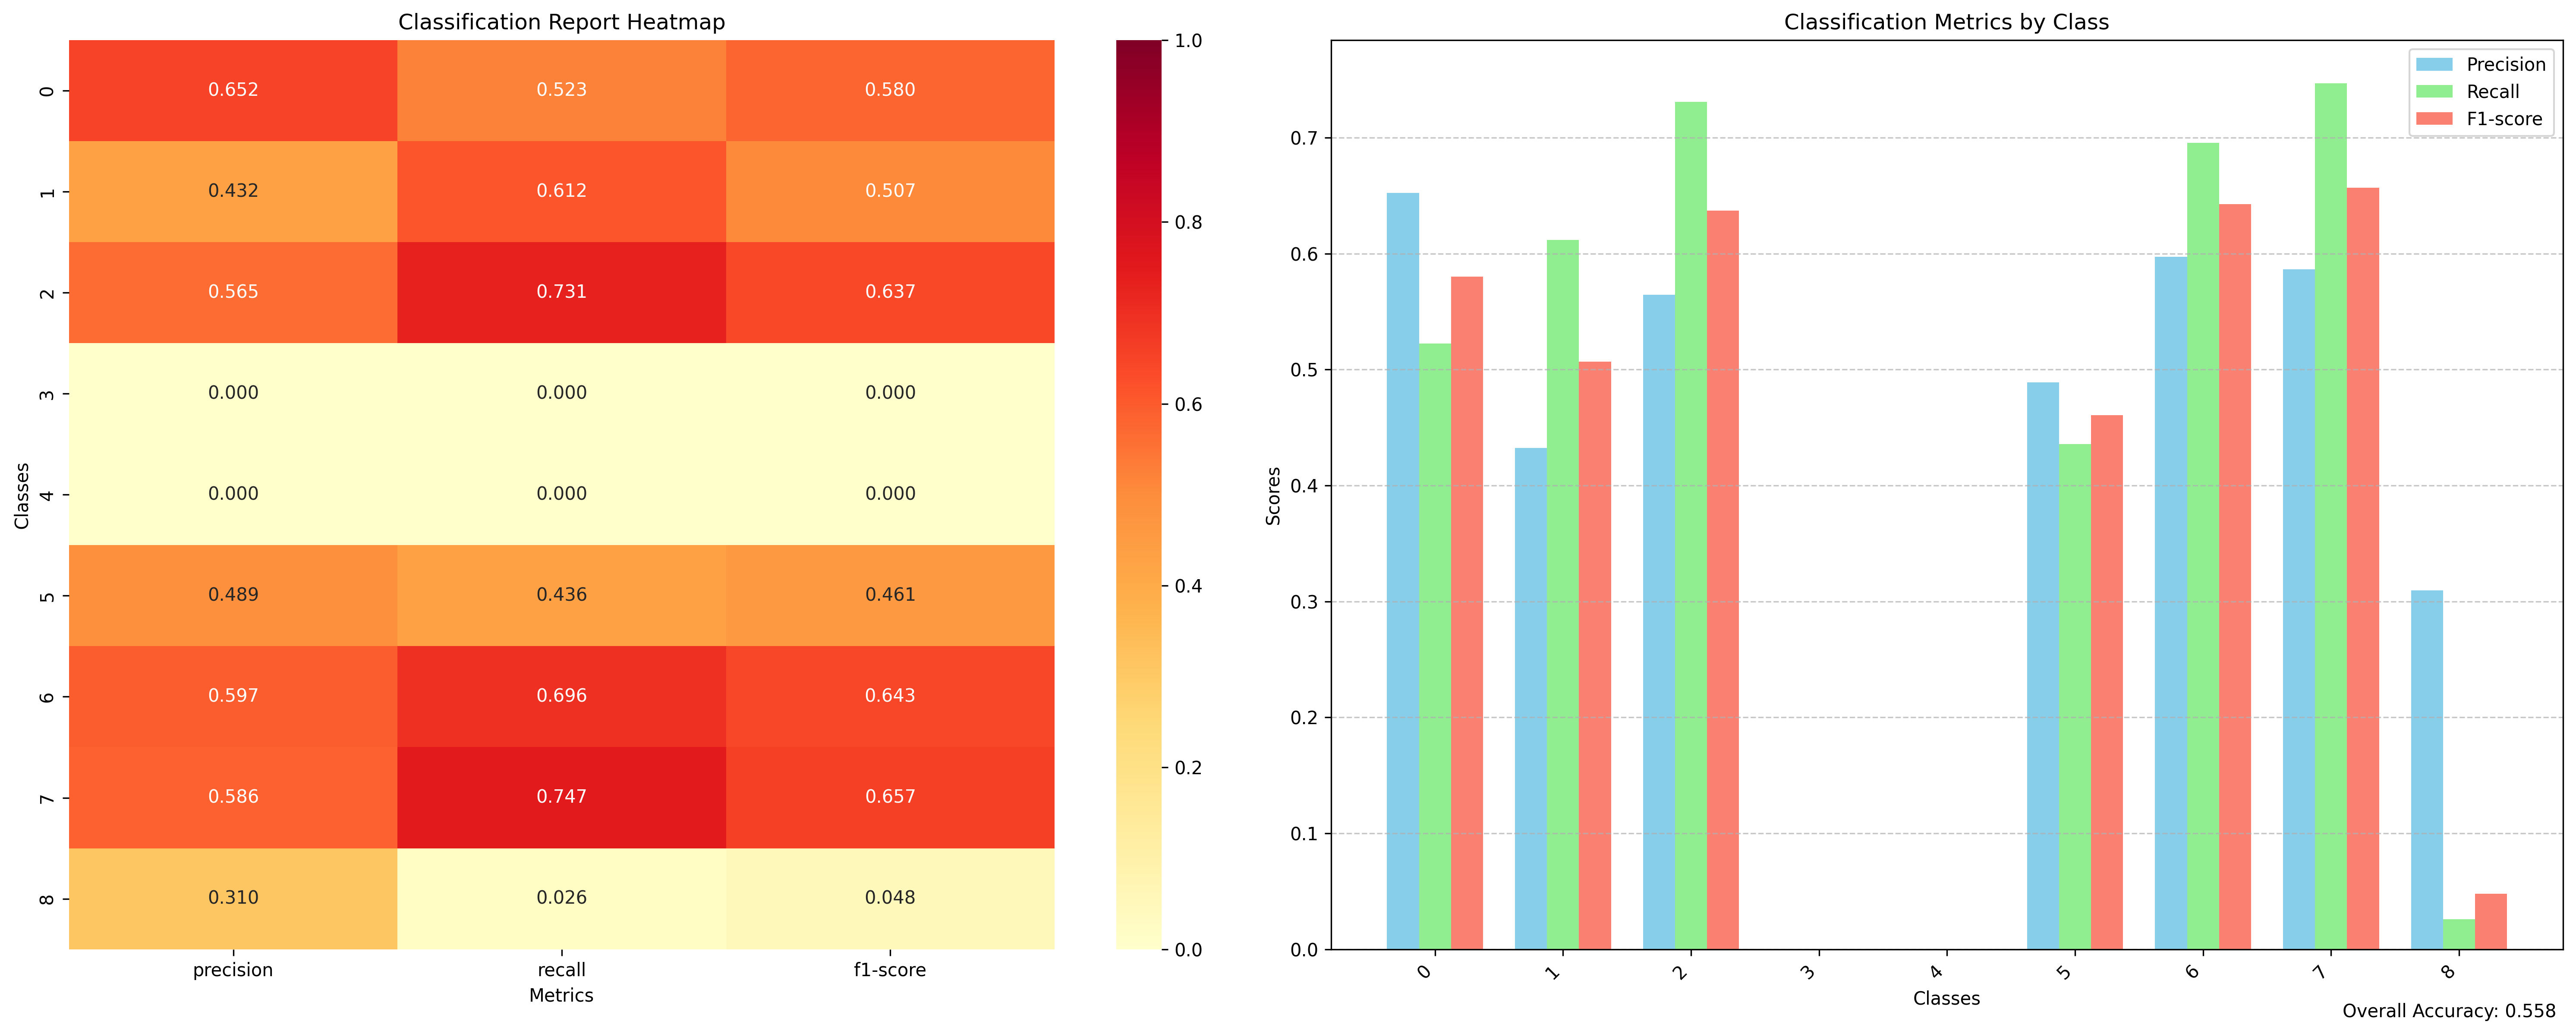 Classification Report Heatmap
Classes
0 0.652 0.523 0.580
1 0.432 0.612 0.507
2 0.565 0.731 0.637
3 0.000 0.000 0.000
4 0.000 0.000 0.000
5 0.489 0.436 0.461
6 0.597 0.696 0.643
7 0.586 0.747 0.657
8 0.310 0.026 0.048
precision recall f1-score
Metrics
1.0
0.8
0.6
0.4
0.2
0.0
Classification Metrics by Class
Precision
Recall
F1-score
Scores
0.7
0.6
0.5
0.4
0.3
0.2
0.1
0.0
0 1 2 3 4 5 6 7 8
Classes
Overall Accuracy: 0.558